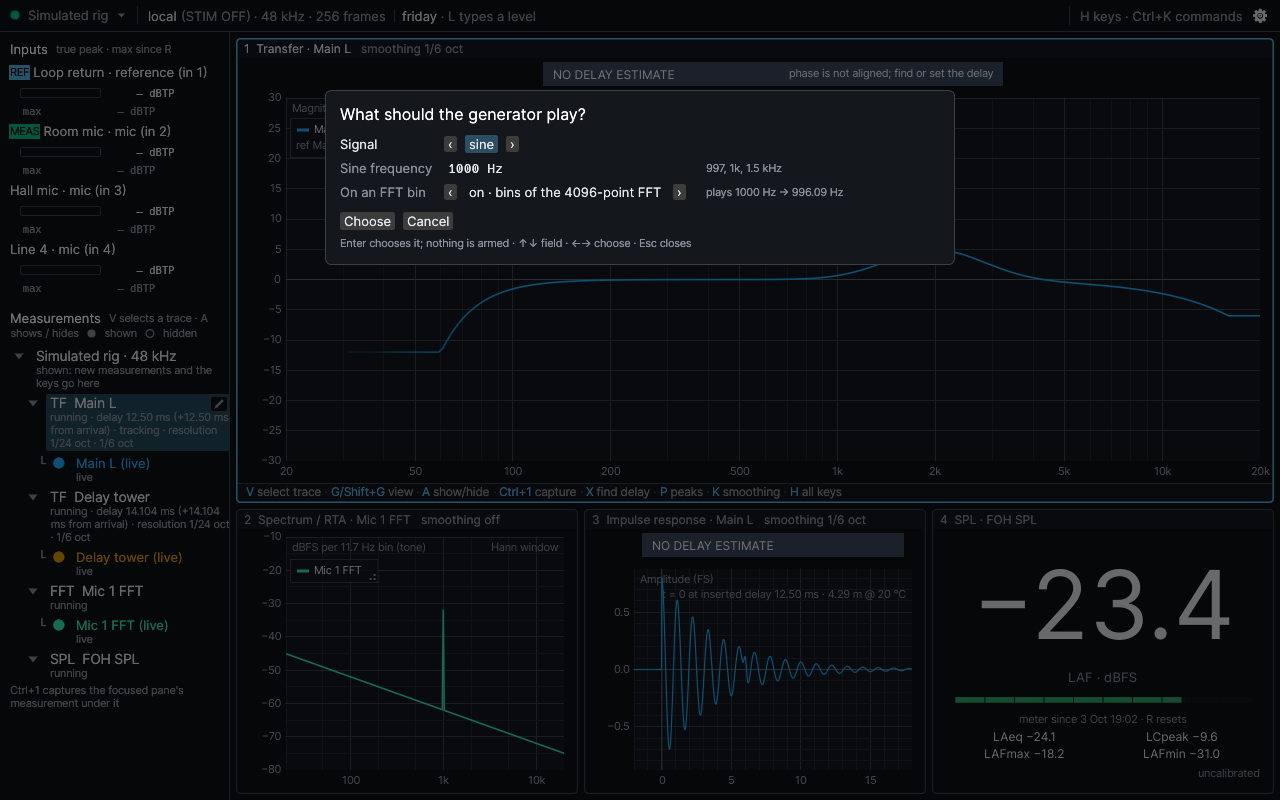 Simulated rig
local (STIM OFF) · 48 kHz · 256 frames
friday · L types a level
H keys · Ctrl+K commands
Inputs true peak · max since R
REF Loop return · reference (in 1)
– dBTP
max – dBTP
MEAS Room mic · mic (in 2)
– dBTP
max – dBTP
Hall mic · mic (in 3)
– dBTP
max – dBTP
Line 4 · mic (in 4)
– dBTP
max – dBTP
Measurements V selects a trace · A
shows / hides shown hidden
Simulated rig · 48 kHz
shown: new measurements and the
keys go here
TF Main L
running · delay 12.50 ms (+12.50 ms
from arrival) · tracking · resolution
1/24 oct · 1/6 oct
Main L (live)
live
TF Delay tower
running · delay 14.104 ms (+14.104
ms from arrival) · resolution 1/24 oct
· 1/6 oct
Delay tower (live)
live
FFT Mic 1 FFT
running
Mic 1 FFT (live)
live
SPL FOH SPL
running
Ctrl+1 captures the focused pane's
measurement under it
1 Transfer · Main L smoothing 1/6 oct
NO DELAY ESTIMATE phase is not aligned; find or set the delay
What should the generator play?
Signal ‹ sine ›
Sine frequency 1000 Hz 997, 1k, 1.5 kHz
On an FFT bin ‹ on · bins of the 4096-point FFT › plays 1000 Hz → 996.09 Hz
Choose Cancel
Enter chooses it; nothing is armed · ↑↓ field · ←→ choose · Esc closes
30
25
20
15
10
5
0
−5
−10
−15
−20
−25
−30
20 50 100 200 500 1k 2k 5k 10k 20k
V select trace · G/Shift+G view · A show/hide · Ctrl+1 capture · X find delay · P peaks · K smoothing · H all keys
2 Spectrum / RTA · Mic 1 FFT smoothing off
dBFS per 11.7 Hz bin (tone) Hann window
Mic 1 FFT
−10
−20
−30
−40
−50
−60
−70
−80
100 1k 10k
3 Impulse response · Main L smoothing 1/6 oct
NO DELAY ESTIMATE
Amplitude (FS)
t = 0 at inserted delay 12.50 ms · 4.29 m @ 20 °C
0.5
0.0
−0.5
0 5 10 15
4 SPL · FOH SPL
−23.4
LAF · dBFS
meter since 3 Oct 19:02 · R resets
LAeq −24.1 LCpeak −9.6
LAFmax −18.2 LAFmin −31.0
uncalibrated